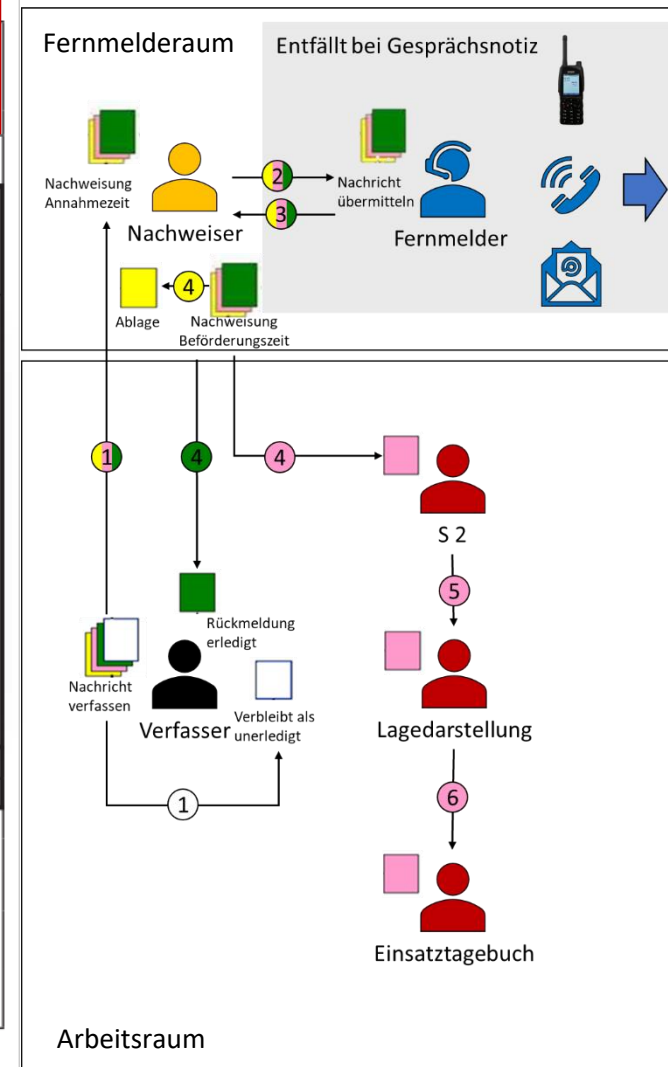 Fernmelderaum
Entfällt bei Gesprächsnotiz
Nachweisung
Annahmezeit
Nachweiser
2
3
Nachricht
übermitteln
Fernmelder
4
Ablage
Nachweisung
Beförderungszeit
1
4
4
S 2
5
Rückmeldung
erledigt
Nachricht
verfassen
Verfasser
Verbleibt als
unerledigt
Lagedarstellung
1
6
Einsatztagebuch
Arbeitsraum